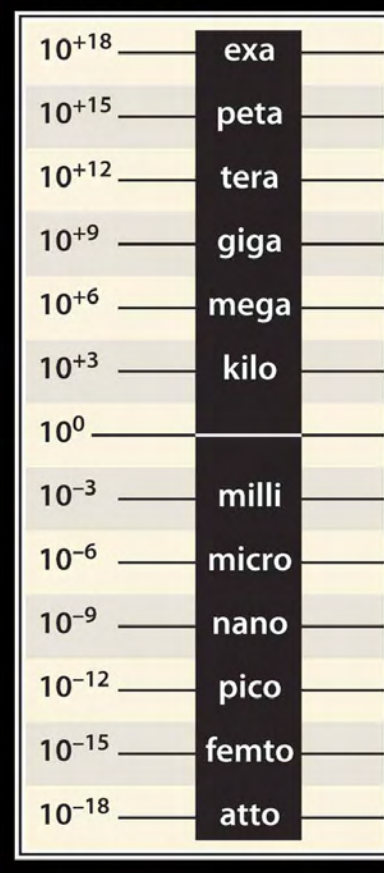 10⁺¹⁸ exa
10⁺¹⁵ peta
10⁺¹² tera
10⁺⁹ giga
10⁺⁶ mega
10⁺³ kilo
10⁰
10⁻³ milli
10⁻⁶ micro
10⁻⁹ nano
10⁻¹² pico
10⁻¹⁵ femto
10⁻¹⁸ atto